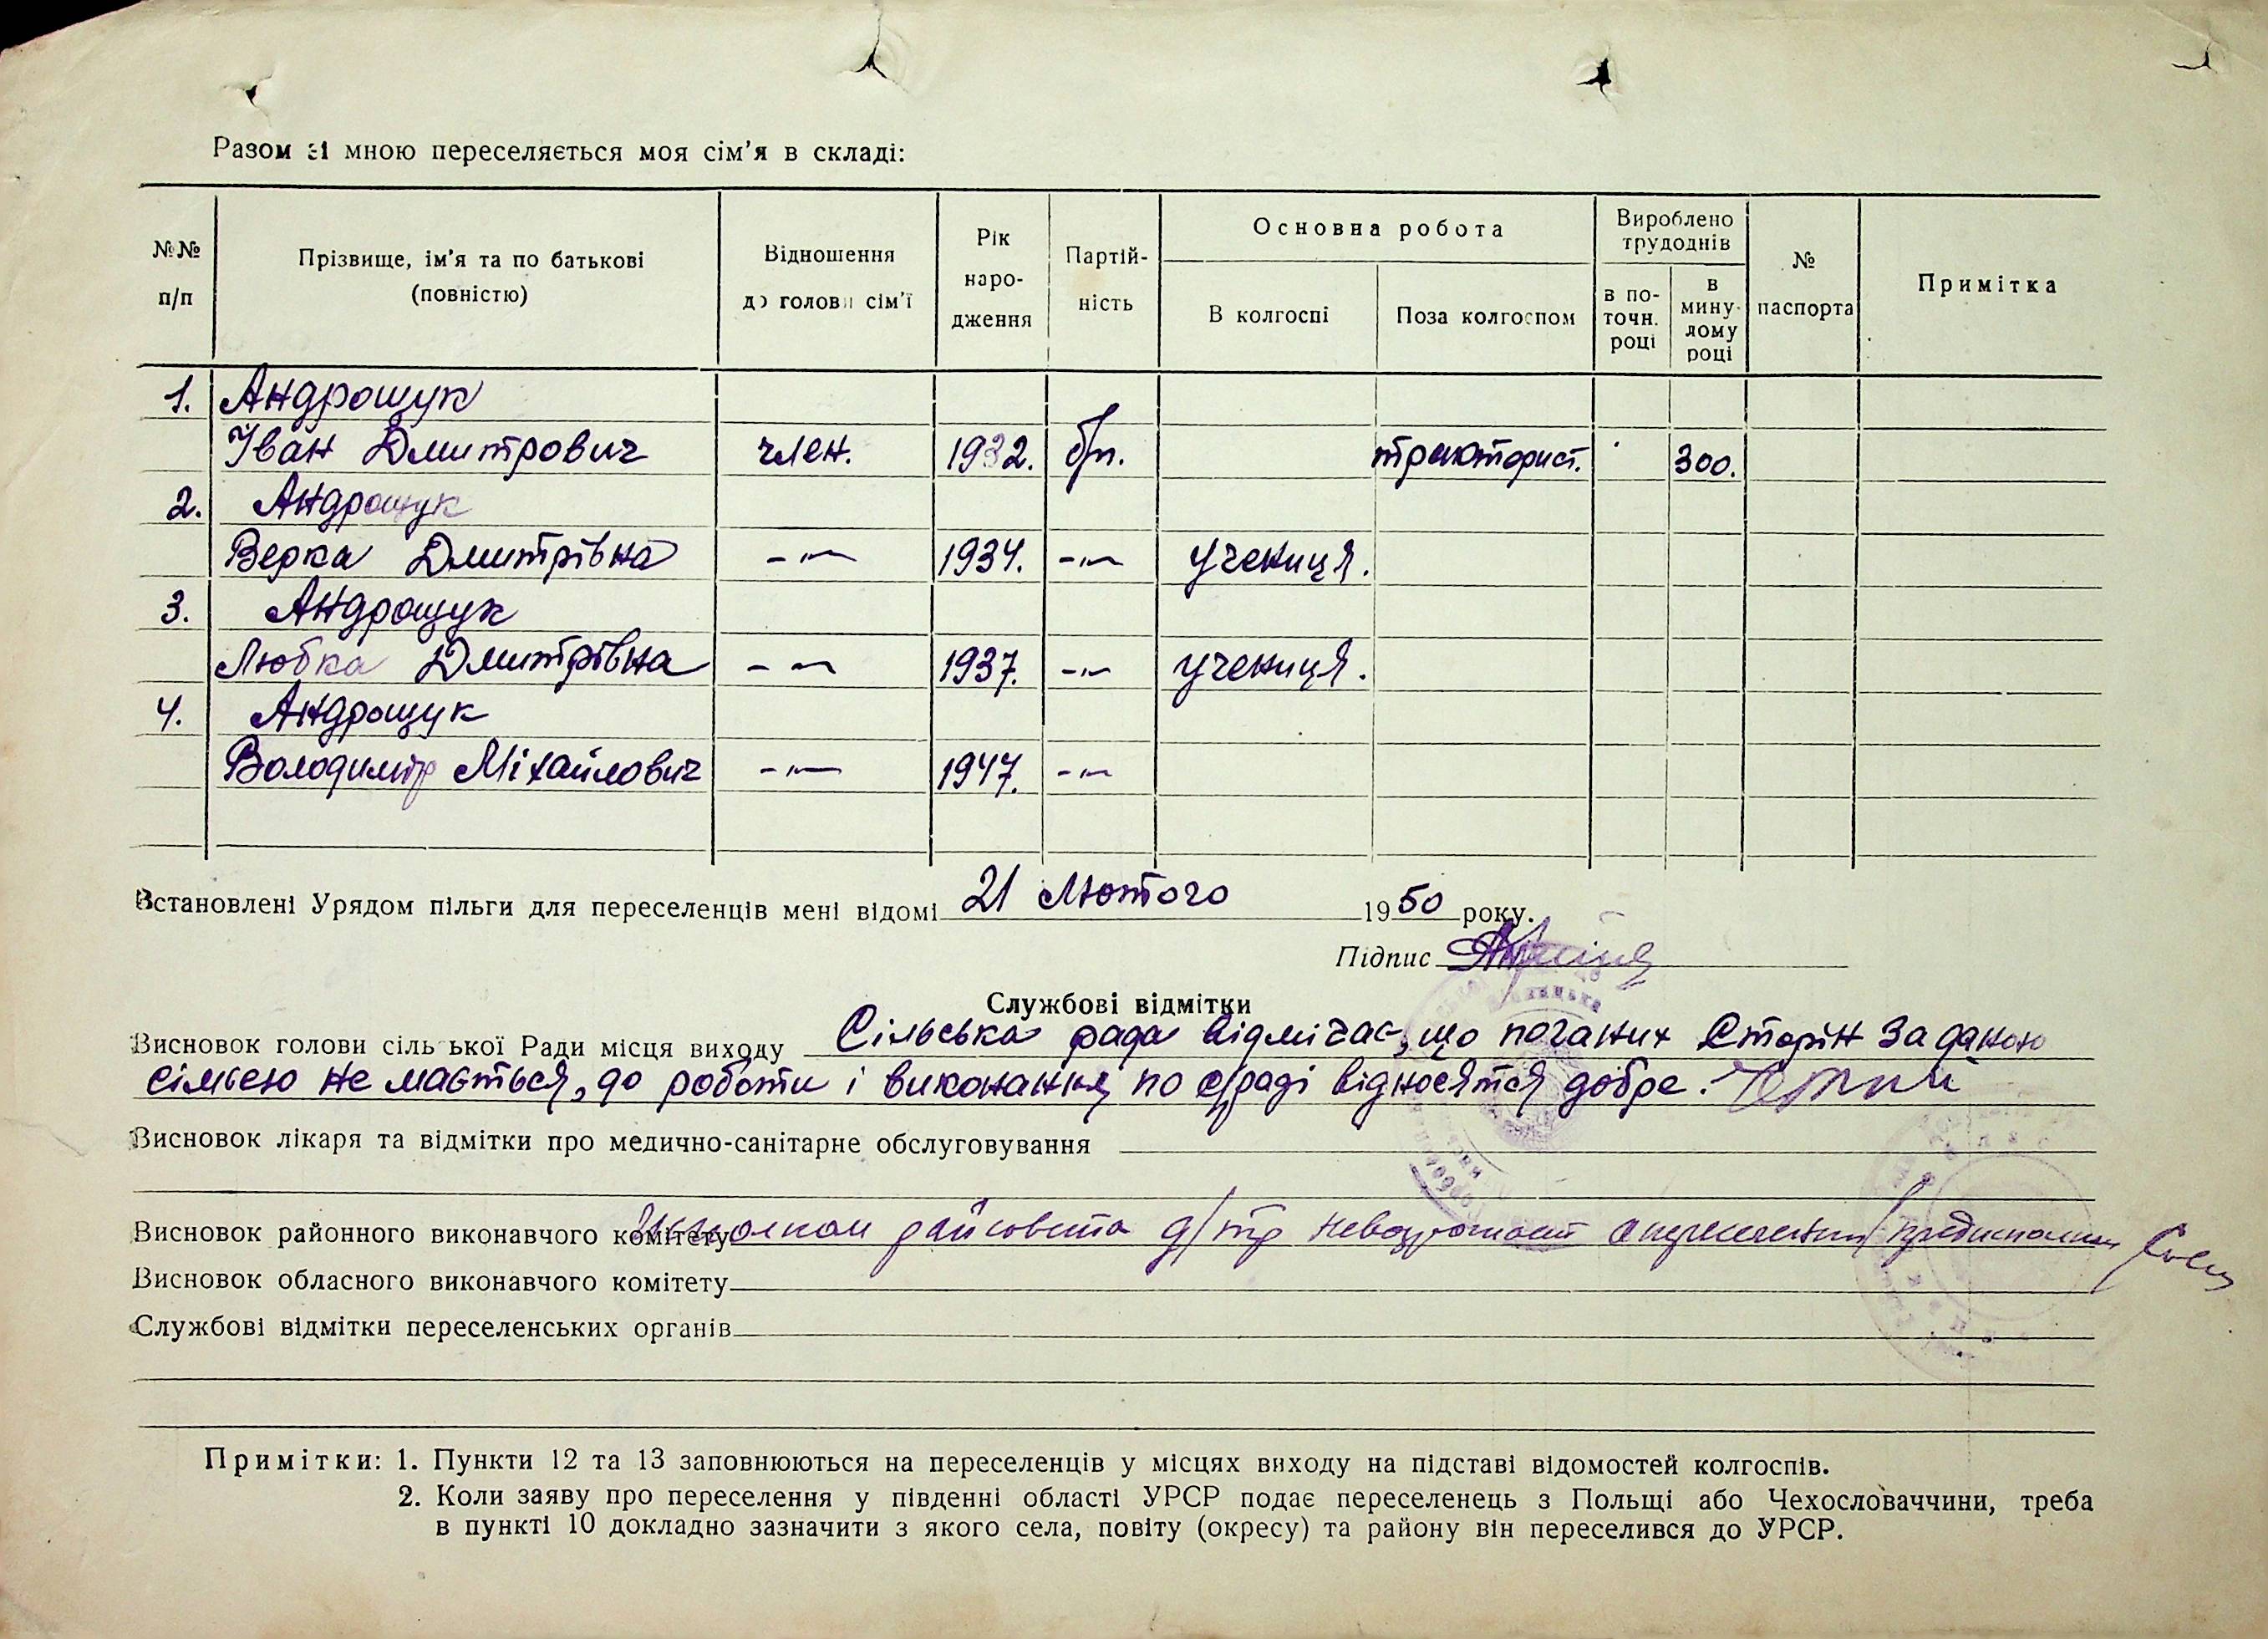 Разом зі мною переселяється моя сім'я в складі:
№№ п/п
Прізвище, ім'я та по батькові (повністю)
Відношення до голови сім'ї
Рік народження
Партійність
Основна робота
В колгоспі
Поза колгоспом
Вироблено трудоднів
в поточн. році
в минулому році
№ паспорта
Примітка
1. Андрощук
Іван Дмитрович член. 1932. б/п. тракторист. 300.
2. Андрощук
Верка Дмитрівна -"- 1934. -"- учениця.
3. Андрощук
Любка Дмитрівна -"- 1937. -"- учениця.
4. Андрощук
Володимир Міхайлович -"- 1947. -"-
Встановлені Урядом пільги для переселенців мені відомі 21 Лютого 1950 року.
Підпис
Службові відмітки
Висновок голови сільської Ради місця виходу Сільська рада відмічає, що поганих сторін за даною
сімьєю не мається, до роботи і виконання по с/раді відносятся добре.
Висновок лікаря та відмітки про медично-санітарне обслуговування
Висновок районного виконавчого комітету райсовета д/тр
Висновок обласного виконавчого комітету
Службові відмітки переселенських органів
Примітки: 1. Пункти 12 та 13 заповнюються на переселенців у місцях виходу на підставі відомостей колгоспів.
2. Коли заяву про переселення у південні області УРСР подає переселенець з Польщі або Чехословаччини, треба
в пункті 10 докладно зазначити з якого села, повіту (окресу) та району він переселився до УРСР.